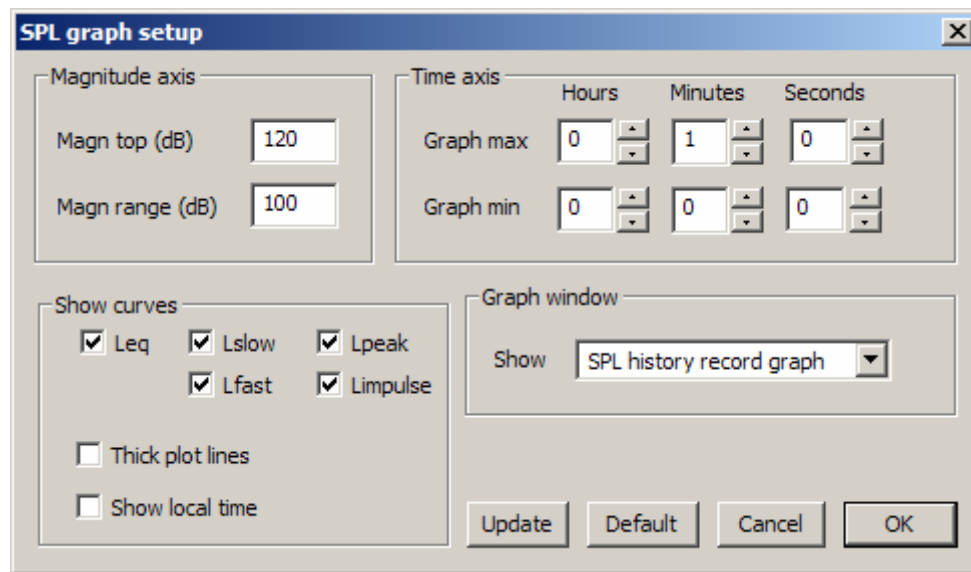 SPL graph setup
Magnitude axis
Magn top (dB) 120
Magn range (dB) 100
Time axis
Hours Minutes Seconds
Graph max 0 1 0
Graph min 0 0 0
Show curves
Leq Lslow Lpeak
Lfast Limpulse
Thick plot lines
Show local time
Graph window
Show SPL history record graph
Update Default Cancel OK